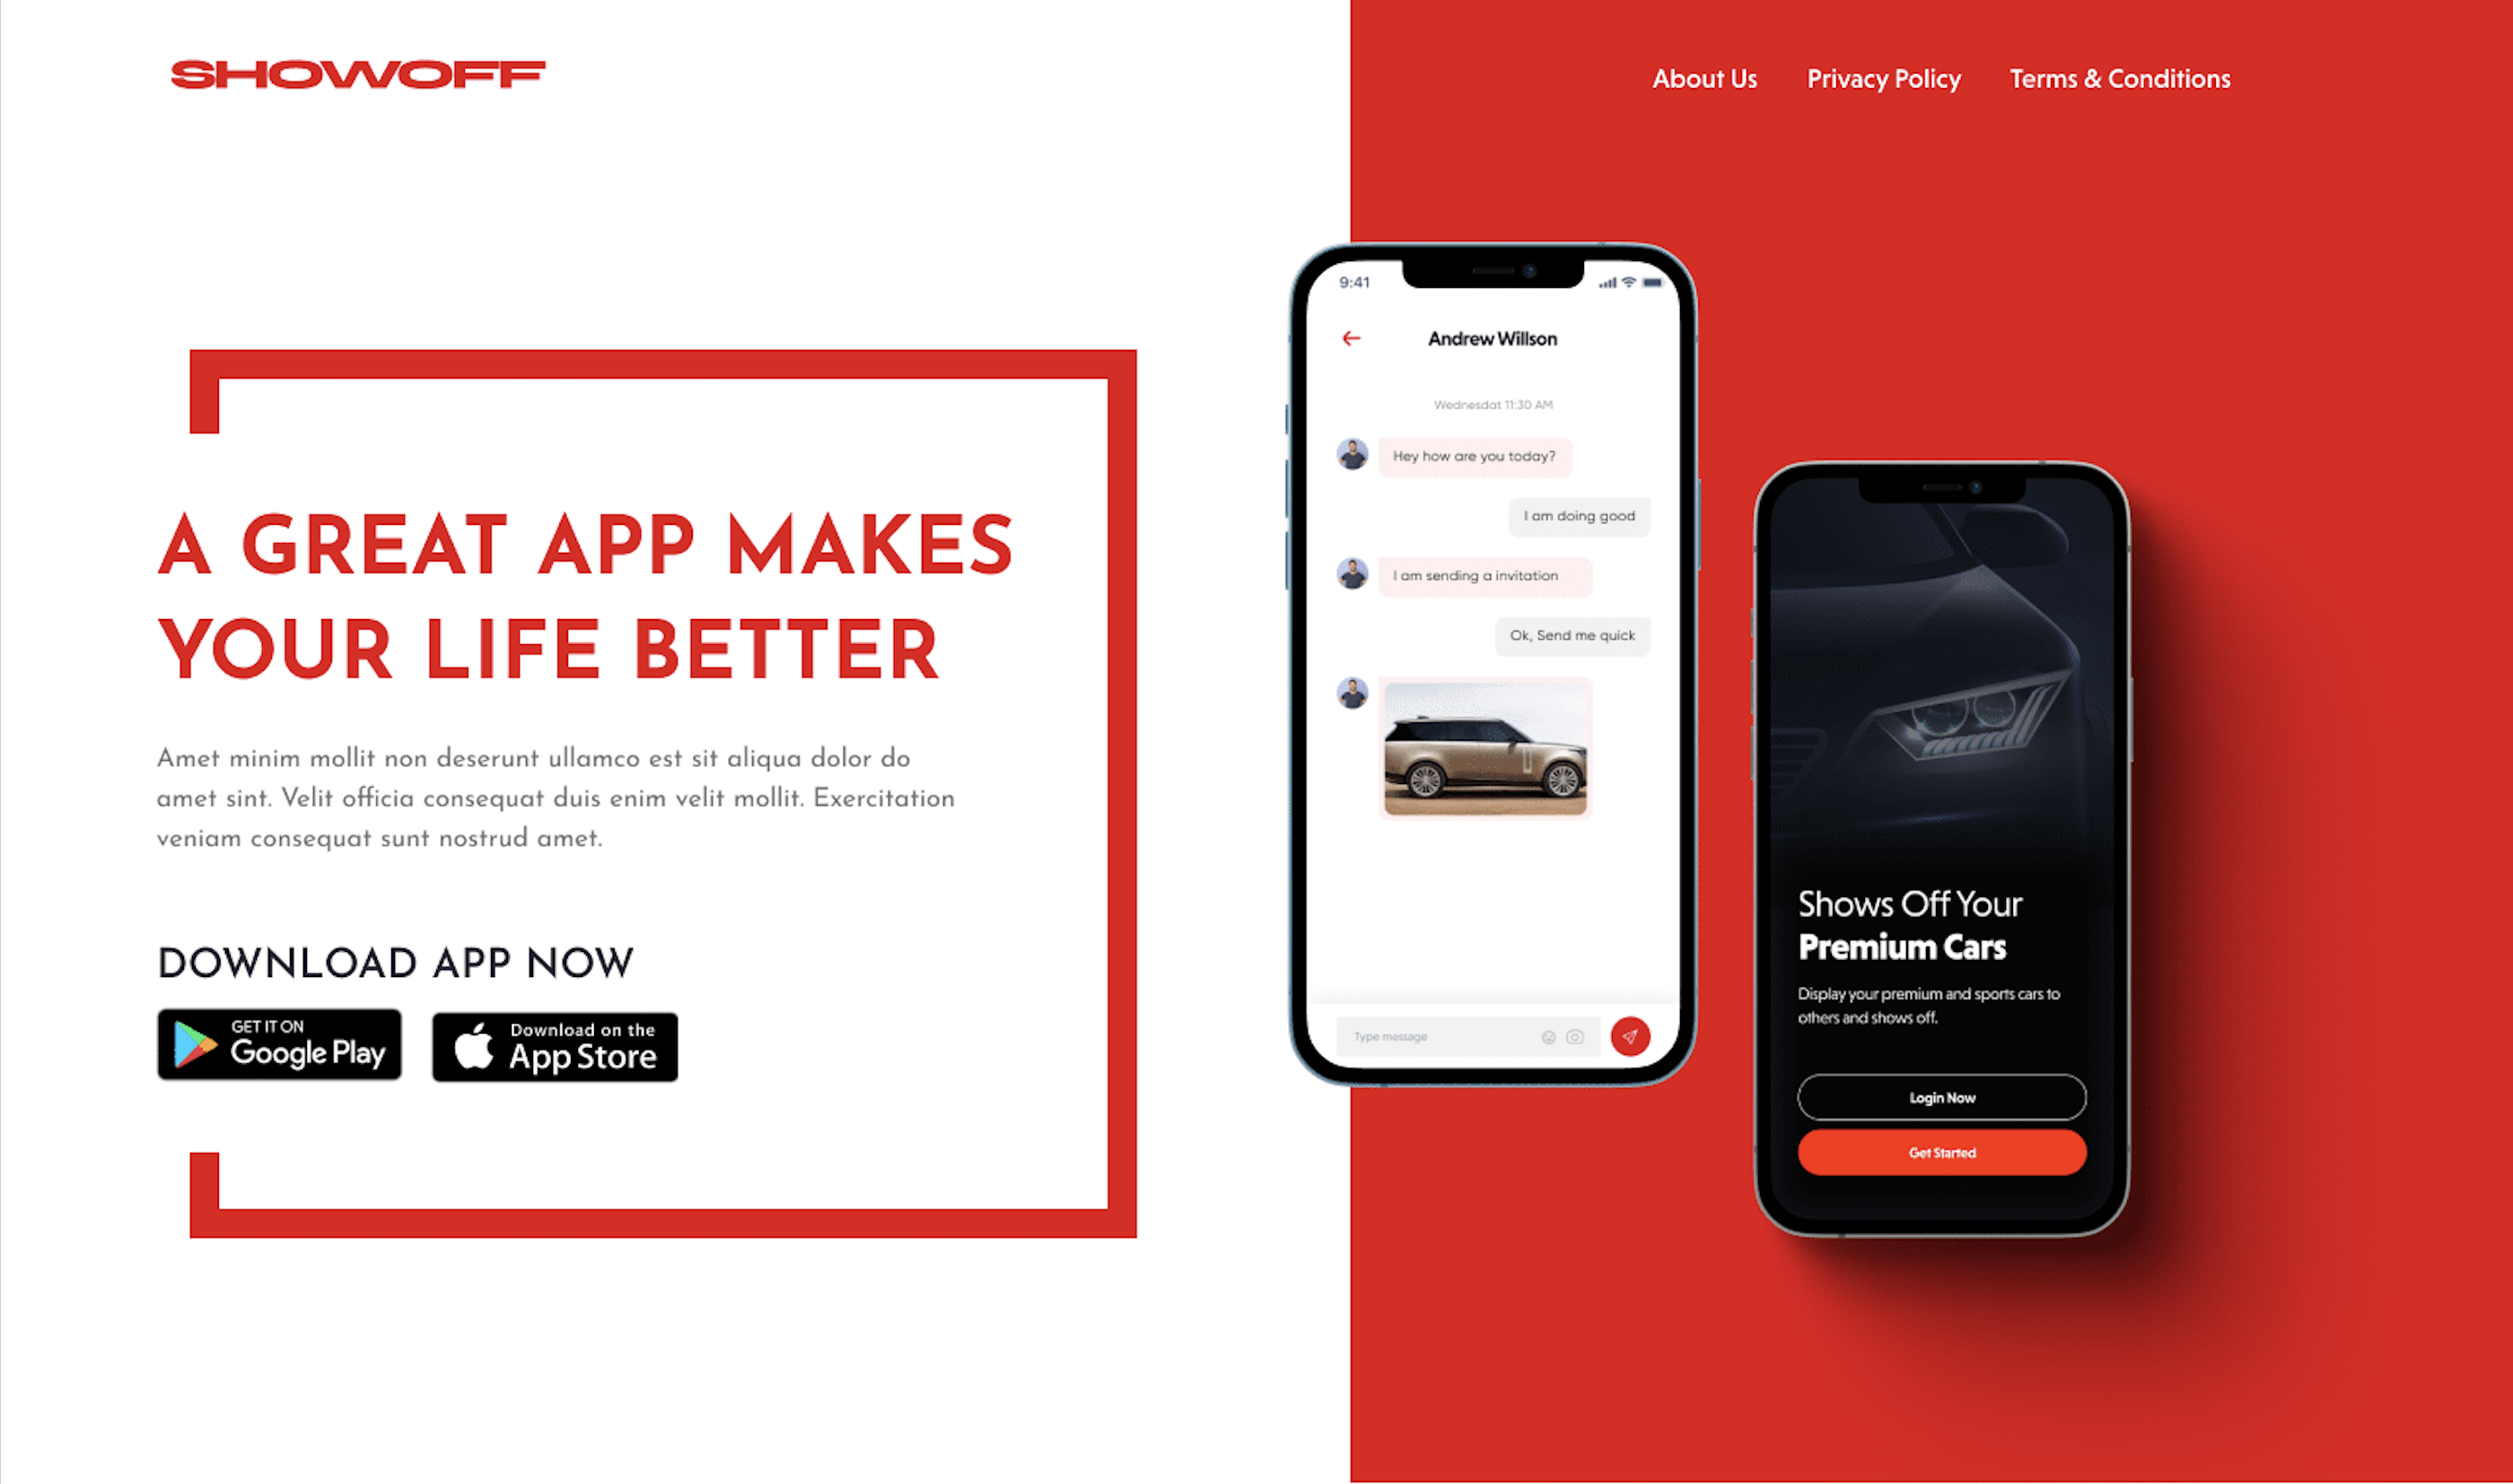 SHOWOFF
About Us
Privacy Policy
Terms & Conditions
A GREAT APP MAKES
YOUR LIFE BETTER
Amet minim mollit non deserunt ullamco est sit aliqua dolor do
amet sint. Velit officia consequat duis enim velit mollit. Exercitation
veniam consequat sunt nostrud amet.
DOWNLOAD APP NOW
GET IT ON
Google Play
Download on the
App Store
9:41
Andrew Willson
Wednesdat 11:30 AM
Hey how are you today?
I am doing good
I am sending a invitation
Ok, Send me quick
Type message
Shows Off Your
Premium Cars
Display your premium and sports cars to
others and shows off.
Login Now
Get Started